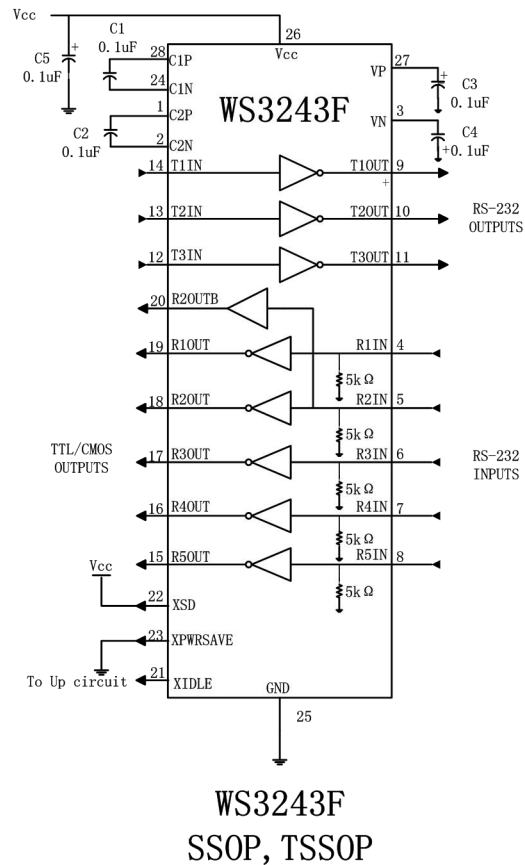 Vcc
C5
0.1uF
C1
0.1uF
C2
0.1uF
28
24
1
2
26
Vcc
C1P
C1N
C2P
C2N
WS3243F
VP
27
VN
3
C3
0.1uF
C4
+0.1uF
+
+
14 T1IN T1OUT 9
+
13 T2IN T2OUT 10
12 T3IN T3OUT 11
RS-232
OUTPUTS
20 R2OUTB
19 R1OUT R1IN 4
5kΩ
18 R2OUT R2IN 5
5kΩ
17 R3OUT R3IN 6
5kΩ
16 R4OUT R4IN 7
5kΩ
15 R5OUT R5IN 8
5kΩ
TTL/CMOS
OUTPUTS
RS-232
INPUTS
Vcc
22 XSD
23 XPWRSAVE
To Up circuit
21 XIDLE
GND
25
WS3243F
SSOP, TSSOP